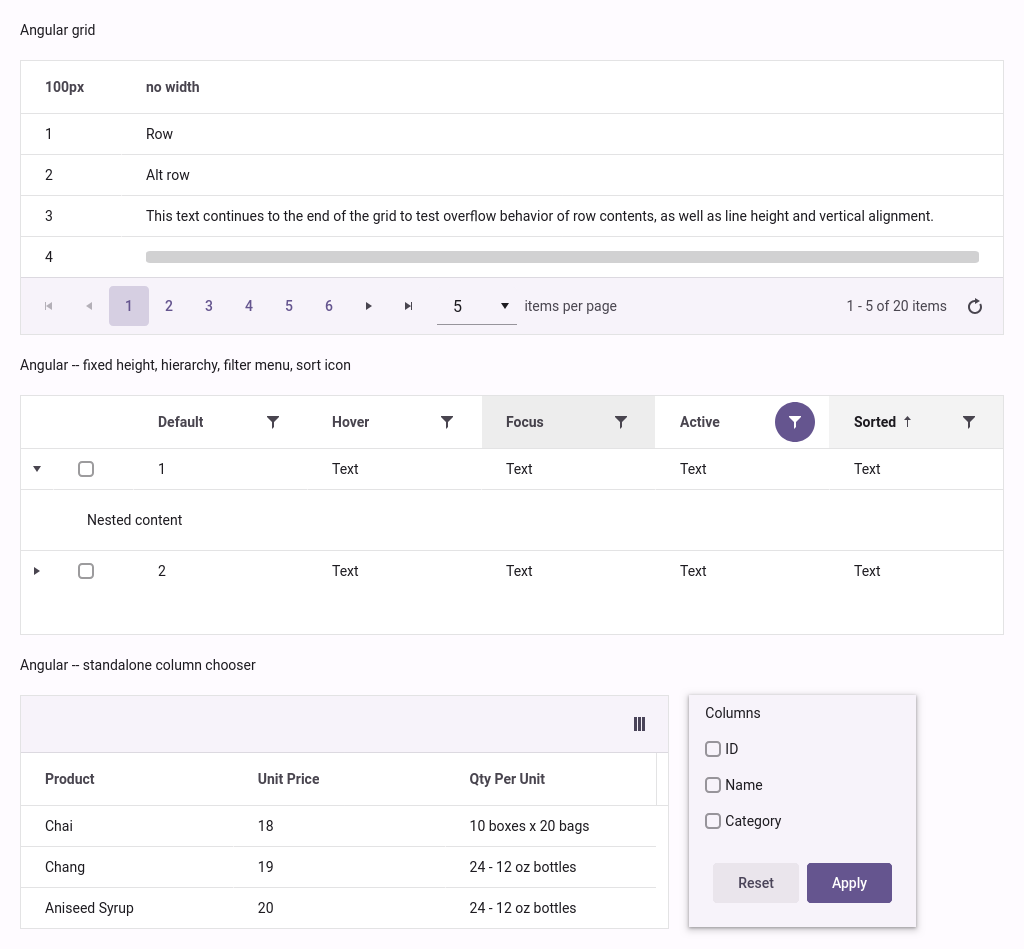 Angular grid
100px no width
1 Row
2 Alt row
3 This text continues to the end of the grid to test overflow behavior of row contents, as well as line height and vertical alignment.
4
1 2 3 4 5 6 5 items per page 1 - 5 of 20 items
Angular -- fixed height, hierarchy, filter menu, sort icon
Default Hover Focus Active Sorted
1 Text Text Text Text
Nested content
2 Text Text Text Text
Angular -- standalone column chooser
Product Unit Price Qty Per Unit
Chai 18 10 boxes x 20 bags
Chang 19 24 - 12 oz bottles
Aniseed Syrup 20 24 - 12 oz bottles
Columns
ID
Name
Category
Reset Apply